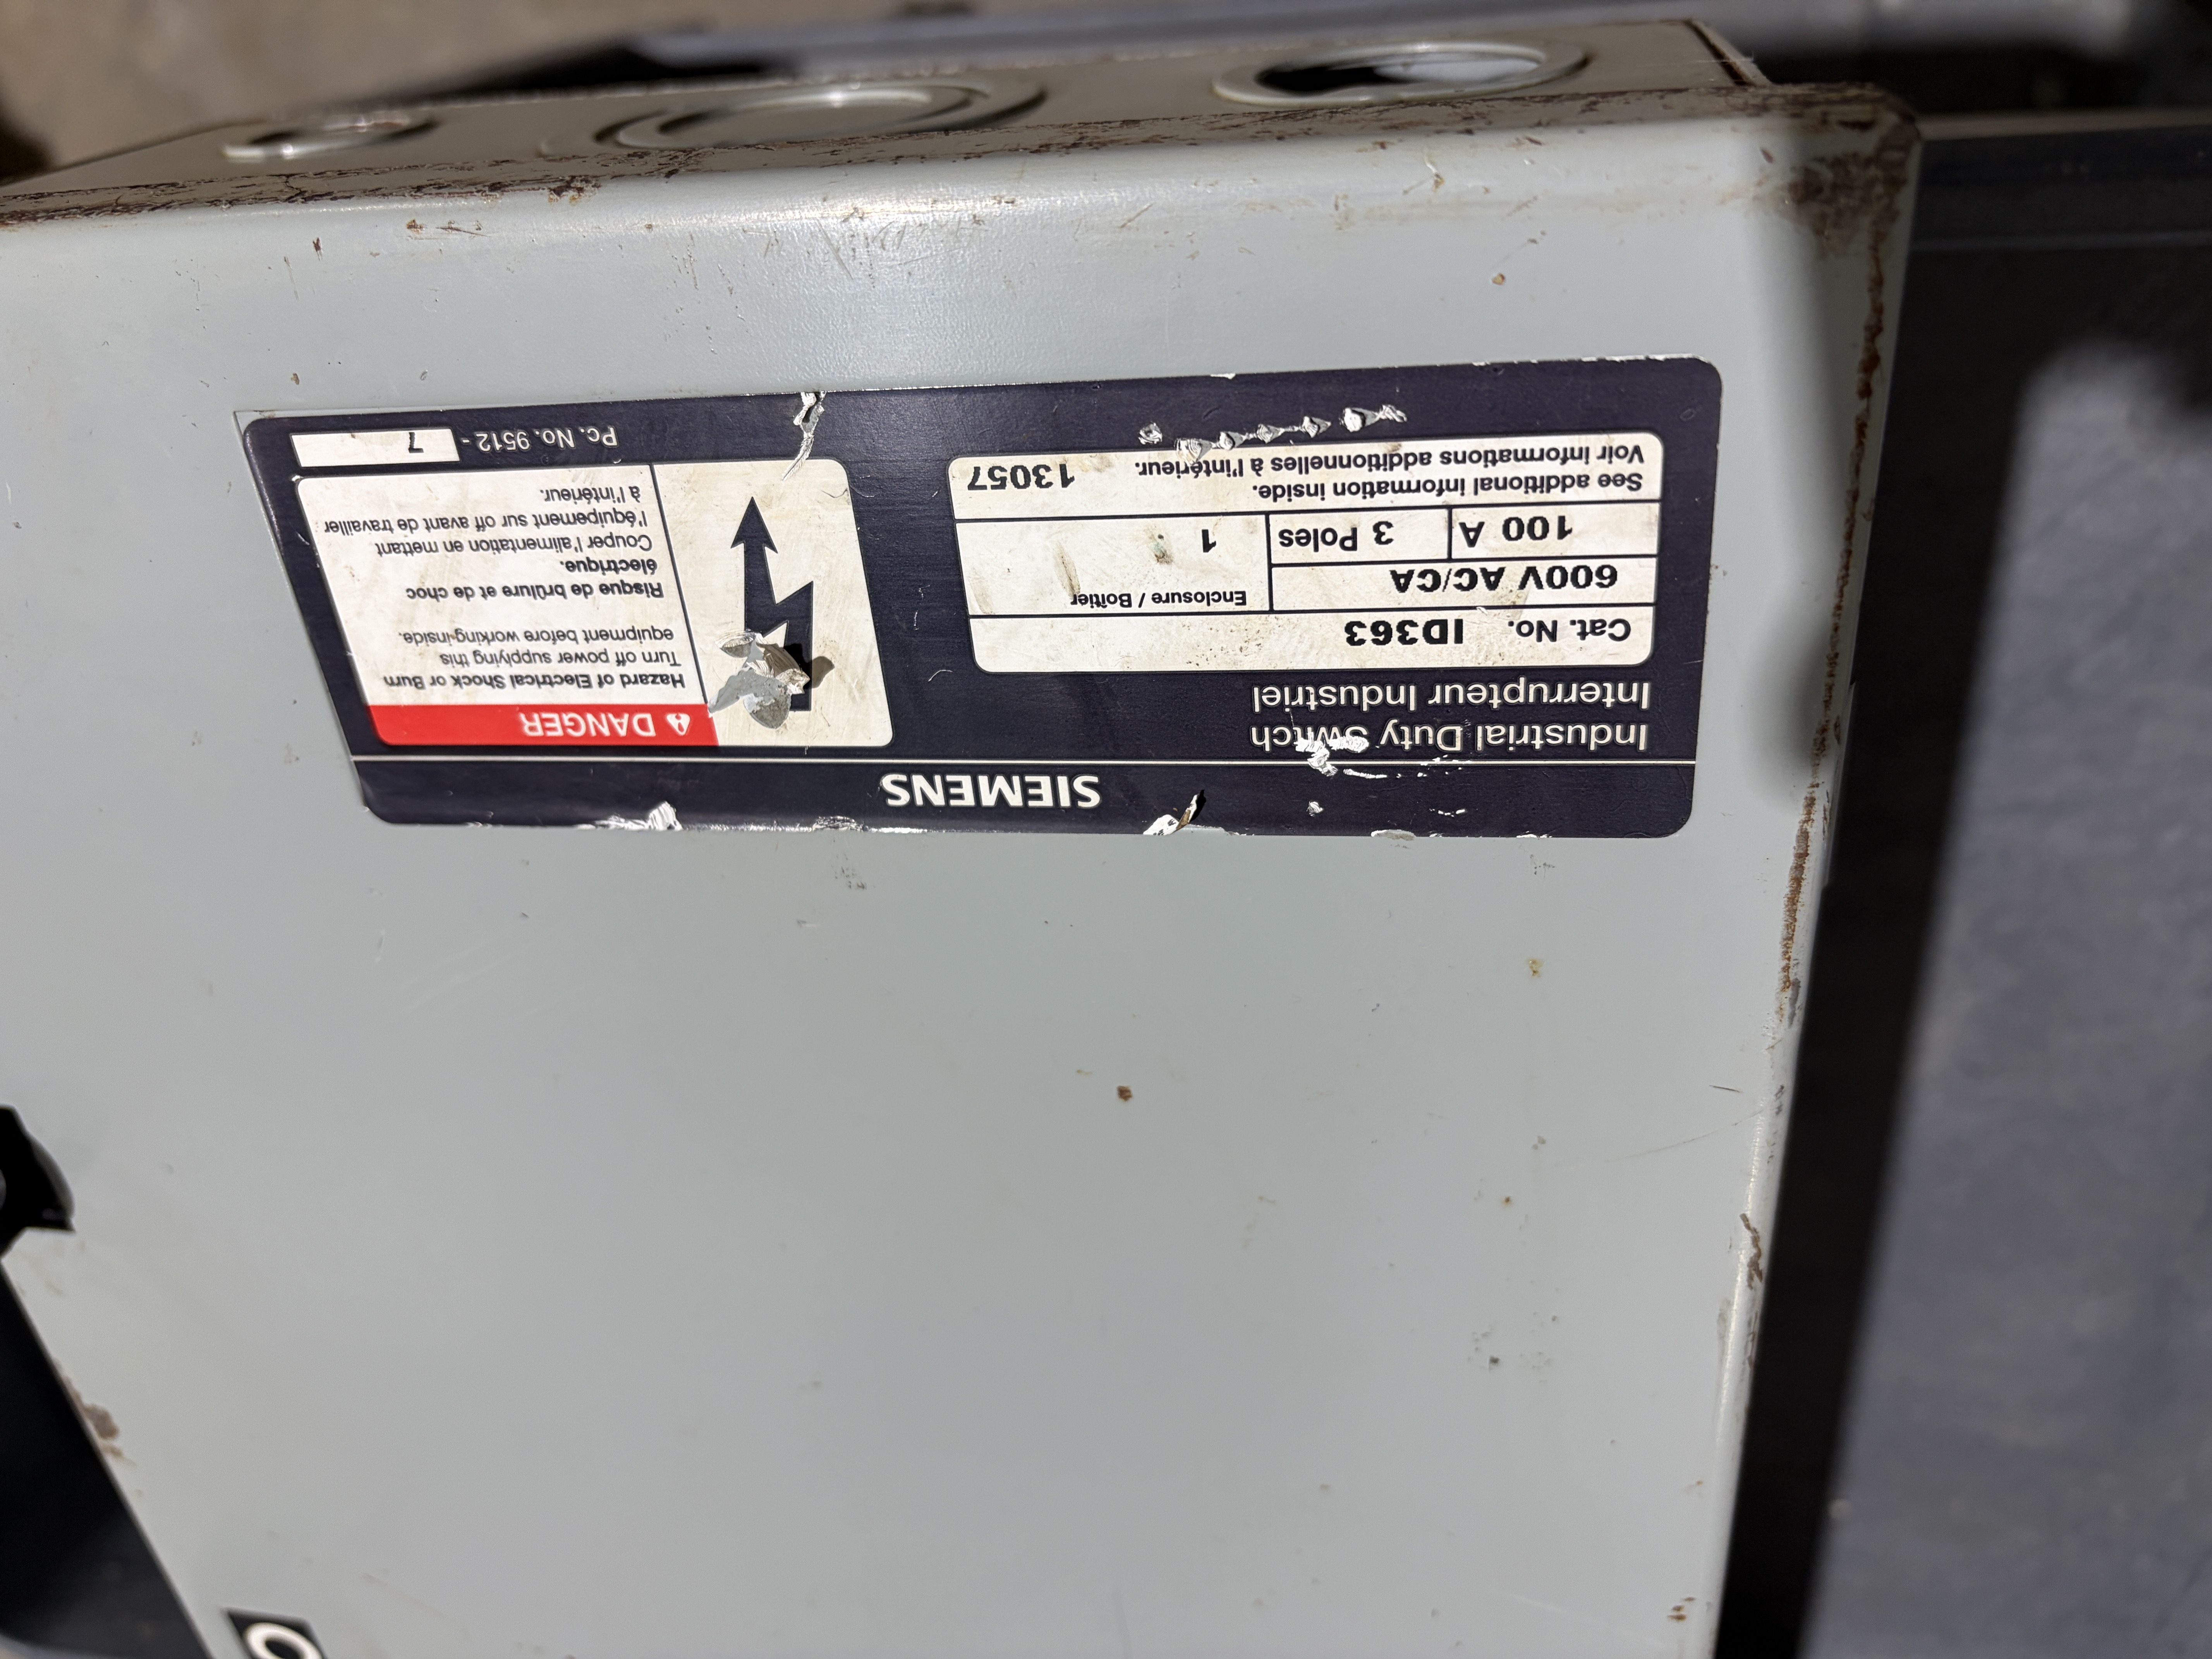 SIEMENS
Industrial Duty Switch
Interrupteur Industriel
Cat. No. ID363
600V AC/CA
100 A
3 Poles
Enclosure / Boîtier
1
See additional information inside.
Voir informations additionnelles à l'intérieur.
13057
DANGER
Hazard of Electrical Shock or Burn
Turn off power supplying this
equipment before working inside.
Risque de brûlure et de choc
électrique.
Couper l'alimentation en mettant
l'équipement sur off avant de travailler
à l'intérieur.
Pc. No. 9512 - 7